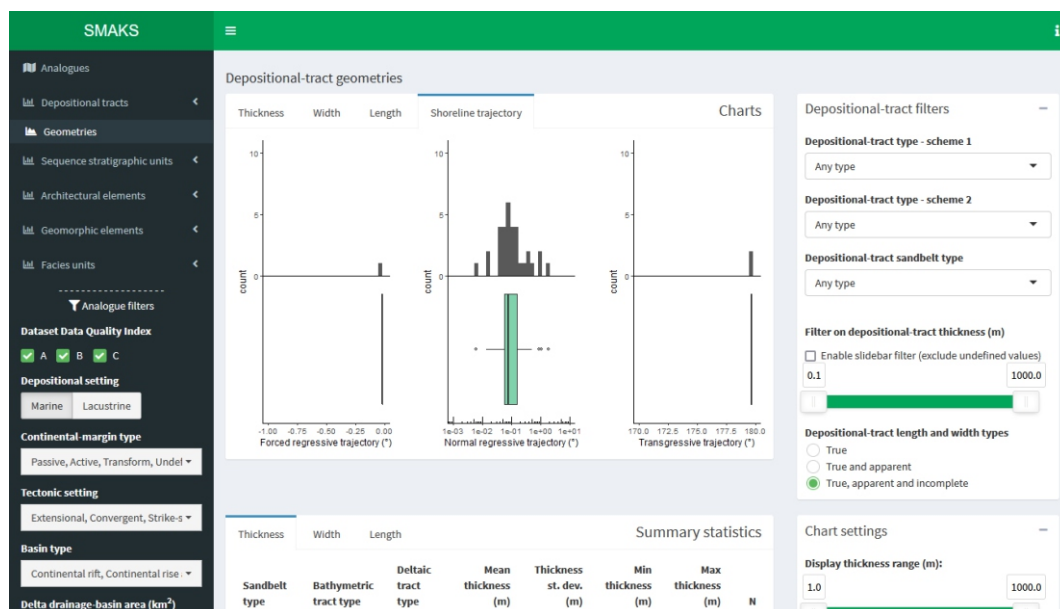 SMAKS
Analogues
Depositional tracts
Geometries
Sequence stratigraphic units
Architectural elements
Geomorphic elements
Facies units
Analogue filters
Dataset Data Quality Index
A B C
Depositional setting
Marine Lacustrine
Continental-margin type
Passive, Active, Transform, Undef
Tectonic setting
Extensional, Convergent, Strike-s
Basin type
Continental rift, Continental rise
Delta drainage-basin area (km²)
Depositional-tract geometries
Thickness Width Length Shoreline trajectory Charts
10 10 10
5 5 5
0 0 0
count count count
-1.00 -0.75 -0.50 -0.25 0.00 1e-03 1e-02 1e-01 1e+00 1e+01 170.0 172.5 175.0 177.5 180.0
Forced regressive trajectory (°) Normal regressive trajectory (°) Transgressive trajectory (°)
Thickness Width Length Summary statistics
Sandbelt type Bathymetric tract type Deltaic tract type Mean thickness (m) Thickness st. dev. (m) Min thickness (m) Max thickness (m) N
Depositional-tract filters
Depositional-tract type - scheme 1
Any type
Depositional-tract type - scheme 2
Any type
Depositional-tract sandbelt type
Any type
Filter on depositional-tract thickness (m)
Enable slidebar filter (exclude undefined values)
0.1 1000.0
Depositional-tract length and width types
True
True and apparent
True, apparent and incomplete
Chart settings
Display thickness range (m):
1.0 1000.0